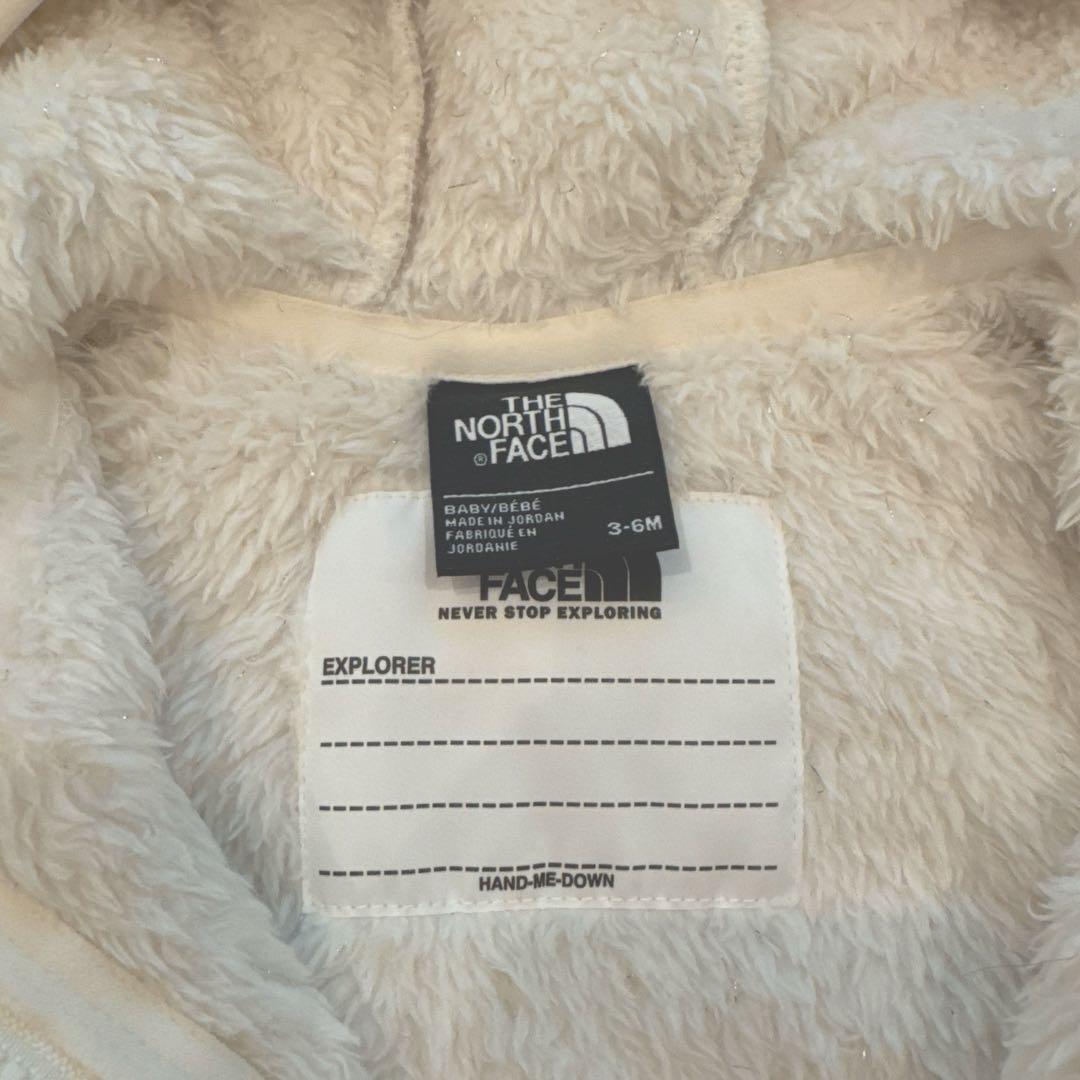 THE
NORTH
® FACE
BABY/BÉBÉ
MADE IN JORDAN
FABRIQUÉ EN
JORDANIE
3-6M
FACE
NEVER STOP EXPLORING
EXPLORER
HAND-ME-DOWN